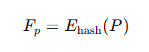 F_p = E_hash(P)